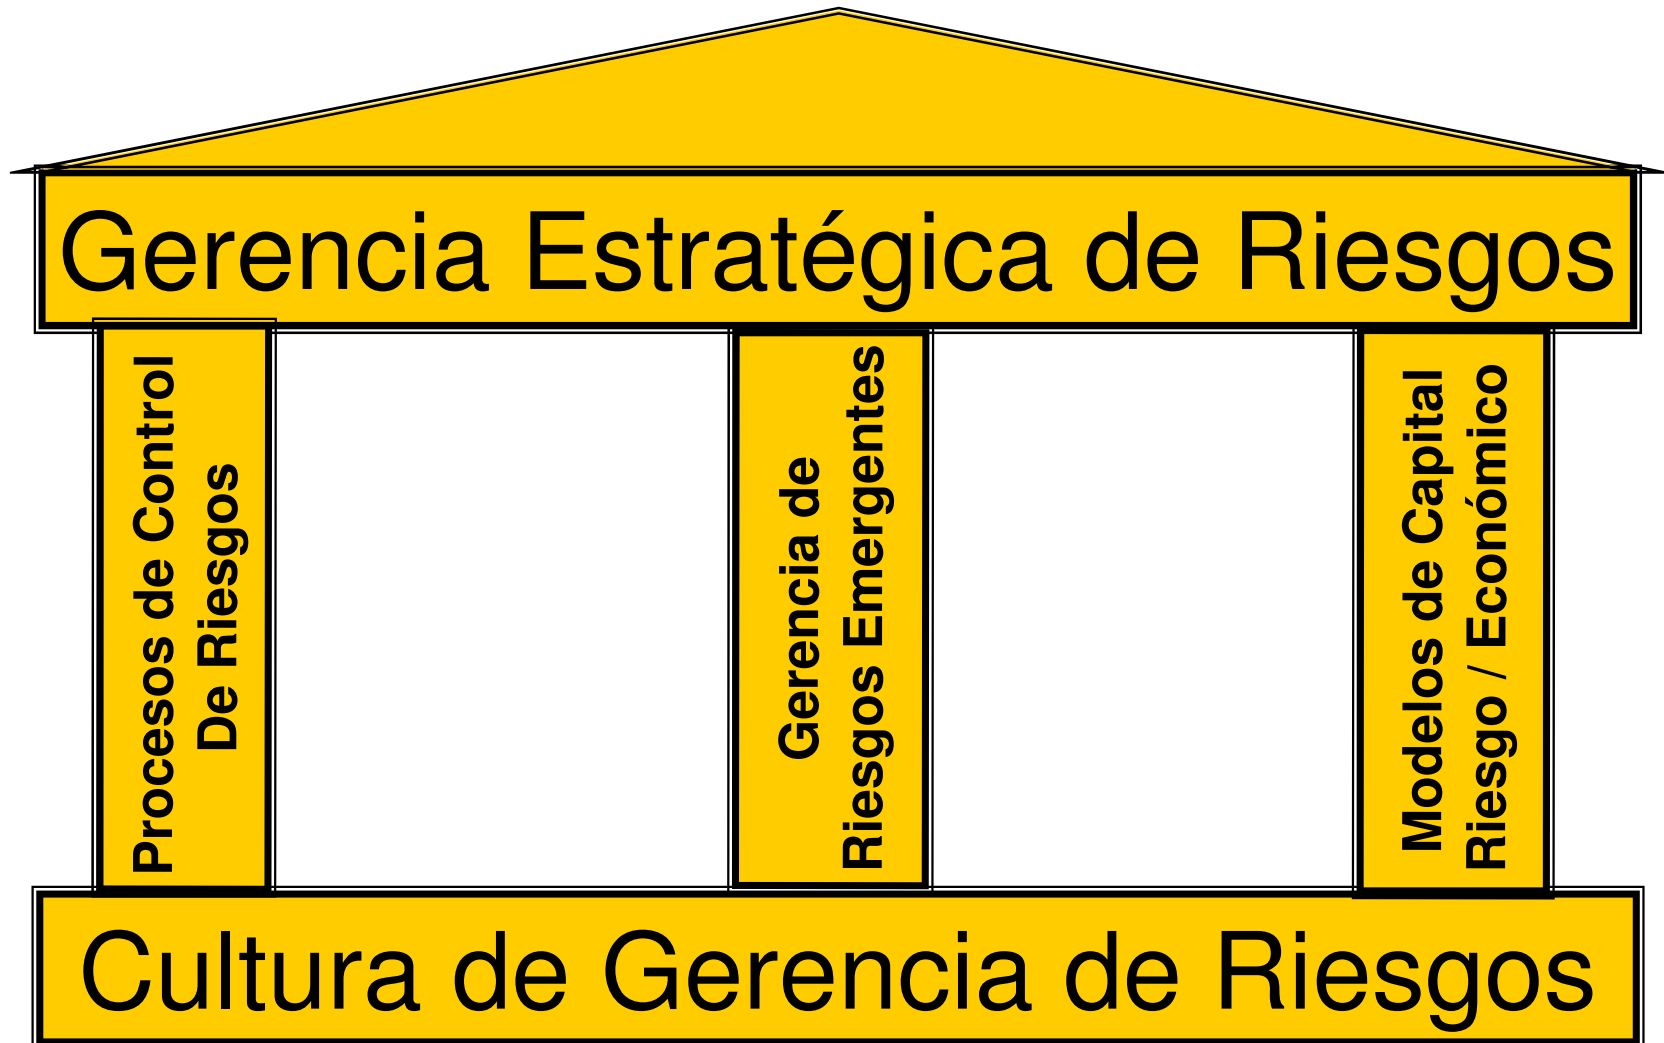 Gerencia Estratégica de Riesgos
Procesos de Control
De Riesgos
Gerencia de
Riesgos Emergentes
Modelos de Capital
Riesgo / Económico
Cultura de Gerencia de Riesgos